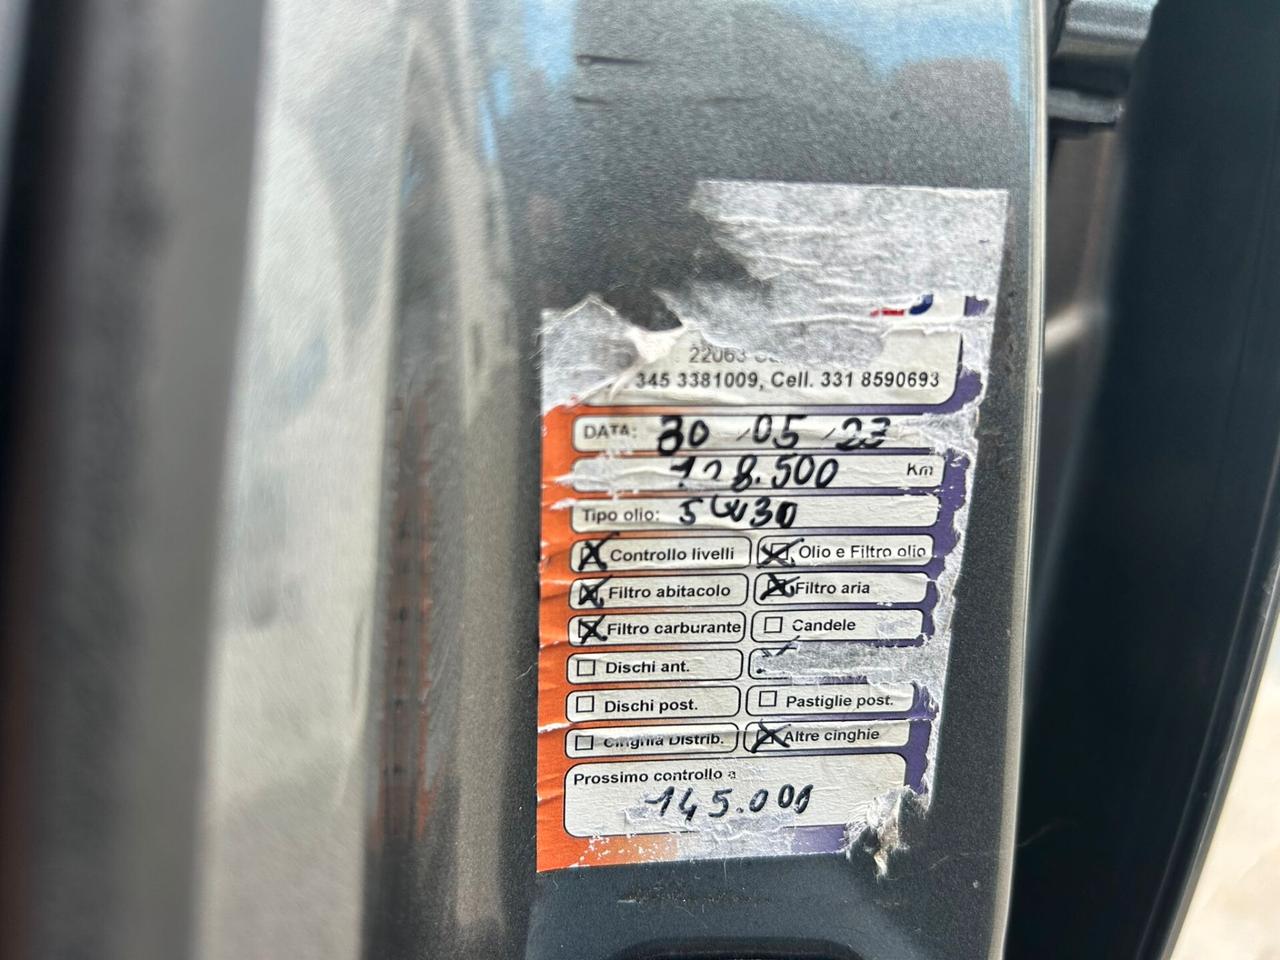 22063
345 3381009, Cell. 331 8590693
DATA: 30-05-23
128.500 Km
Tipo olio: 5W30
Controllo livelli Olio e Filtro olio
Filtro abitacolo Filtro aria
Filtro carburante Candele
Dischi ant.
Dischi post. Pastiglie post.
Cinghia Distrib. Altre cinghie
Prossimo controllo a
145.000